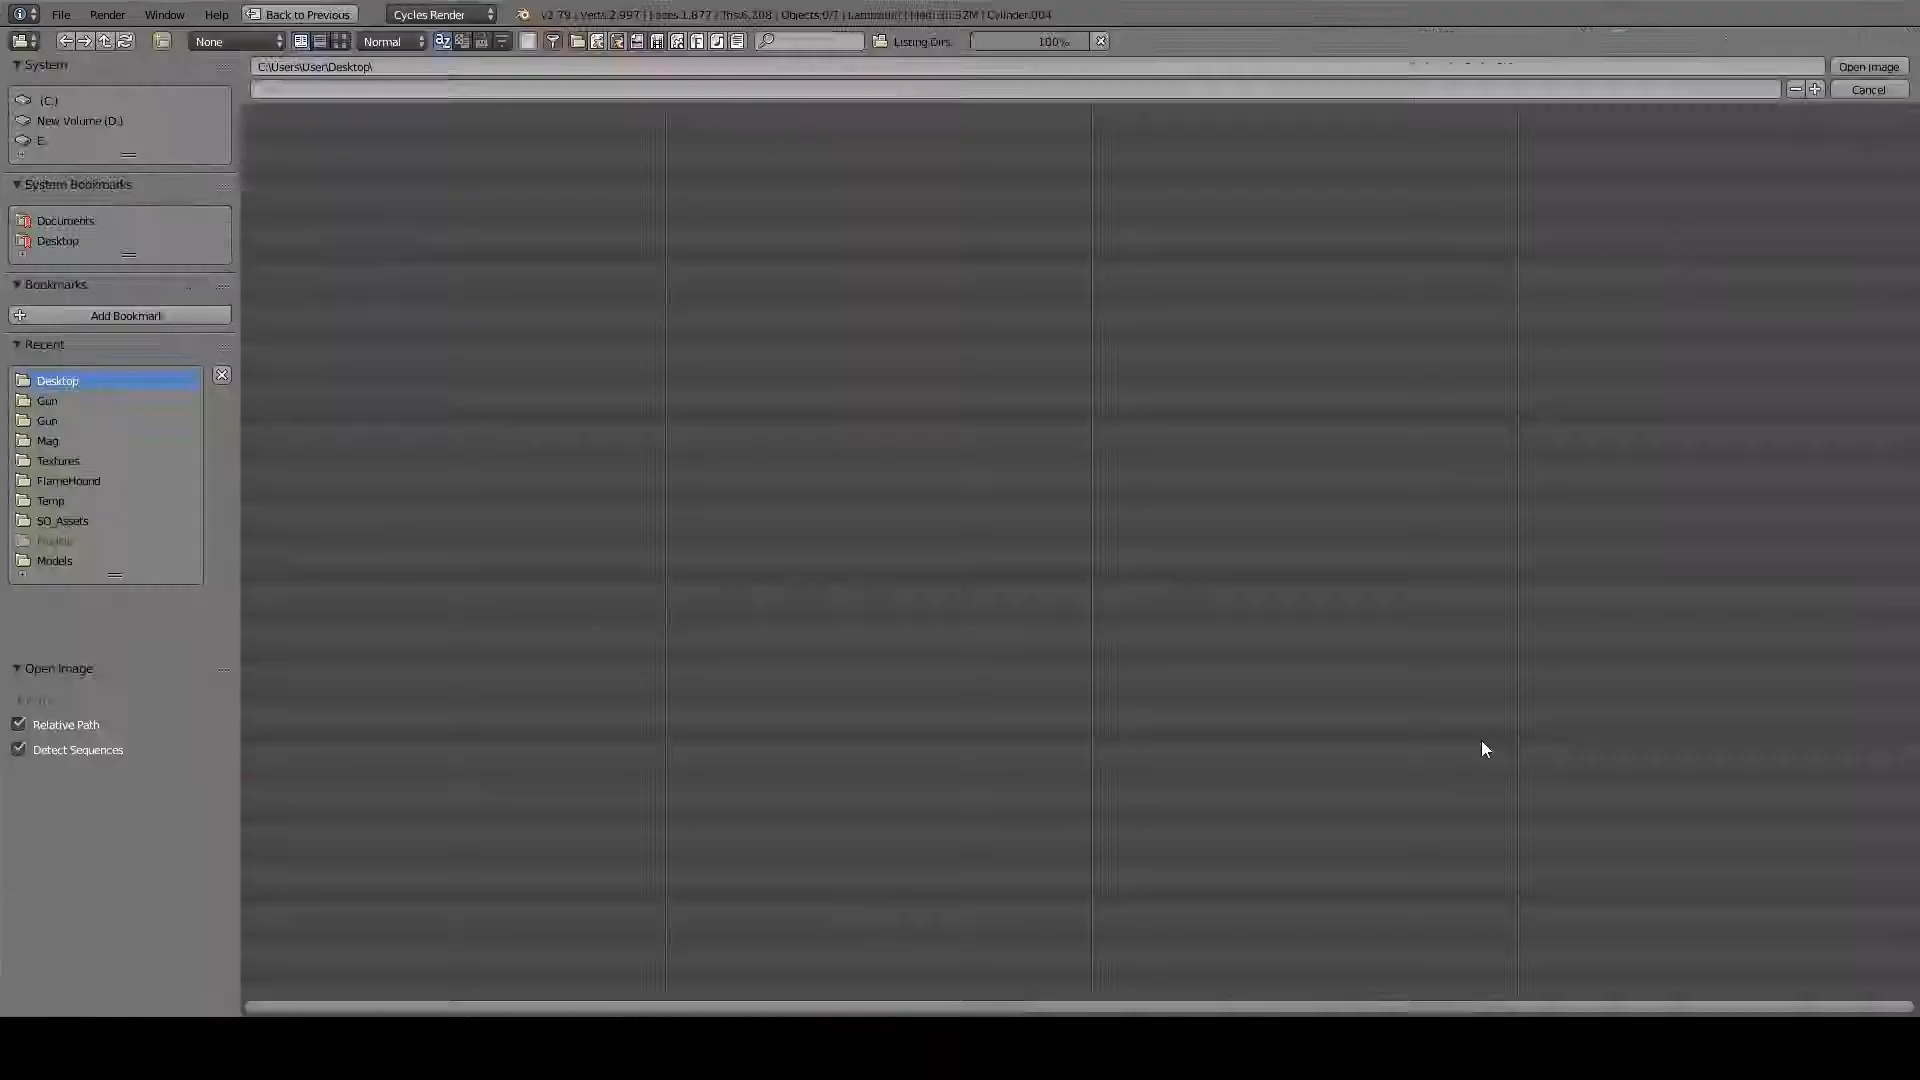 File Render Window Help Back to Previous Cycles Render
None Normal Listing Dirs. 100%
System
C:\Users\User\Desktop\ Open Image
Cancel
(C:)
New Volume (D:)
E:
System Bookmarks
Documents
Desktop
Bookmarks
Add Bookmark
Recent
Desktop
Gun
Gun
Mag
Textures
FlameHound
Temp
SO_Assets
Models
Open Image
Relative Path
Detect Sequences